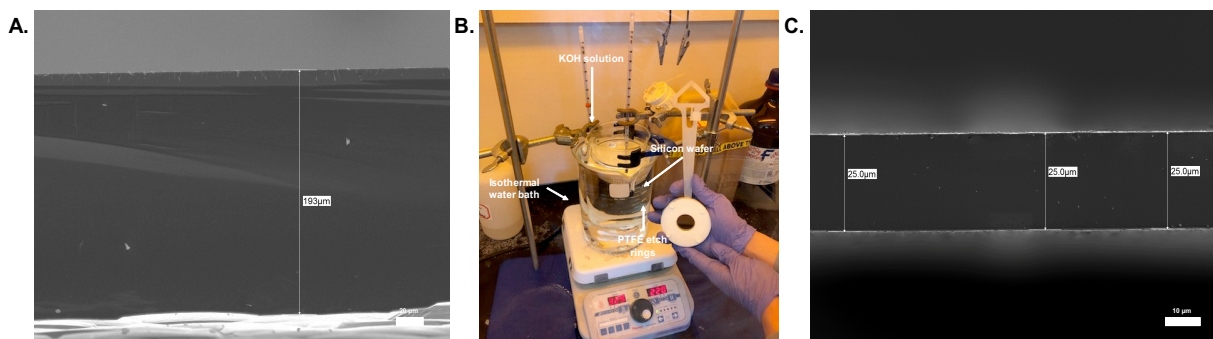 A.
193µm
B.
KOH solution
ABOVE
Silicon wafer
Isothermal
water bath
PTFE etch
rings
C.
25.0µm
25.0µm
25.0µm
10 µm